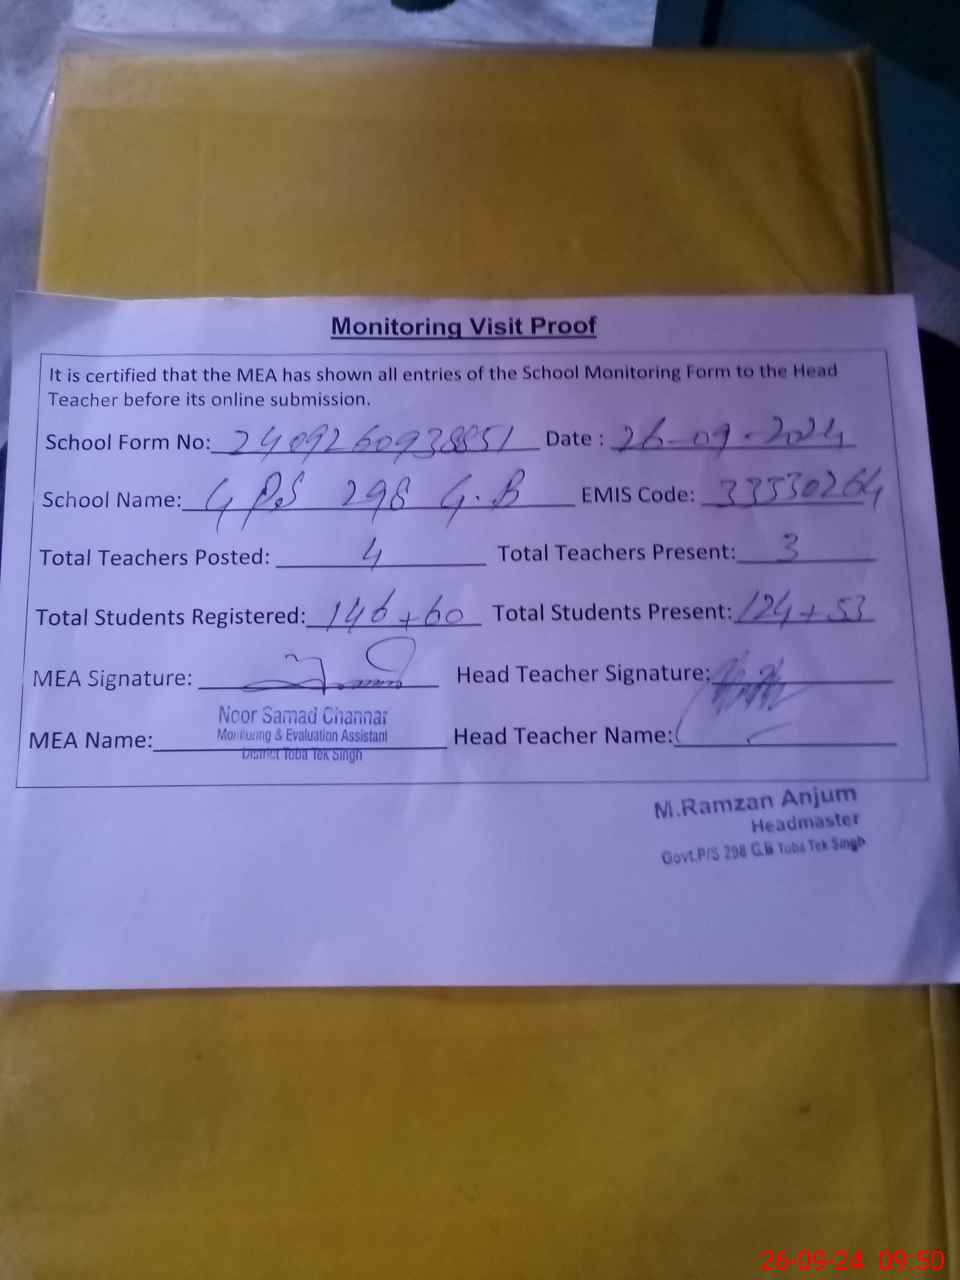 Monitoring Visit Proof
It is certified that the MEA has shown all entries of the School Monitoring Form to the Head
Teacher before its online submission.
School Form No: 2409260938851 Date : 26-09-2024
School Name: GPS 298 G.B EMIS Code: 33330264
Total Teachers Posted: 4 Total Teachers Present: 3
Total Students Registered: 146+60 Total Students Present: 124+53
MEA Signature: Head Teacher Signature:
Noor Samad Channar
Monitoring & Evaluation Assistant
MEA Name: Head Teacher Name:
District Toba Tek Singh
M.Ramzan Anjum
Headmaster
Govt.P/S 298 G.B Toba Tek Singh
26-09-24 09:50